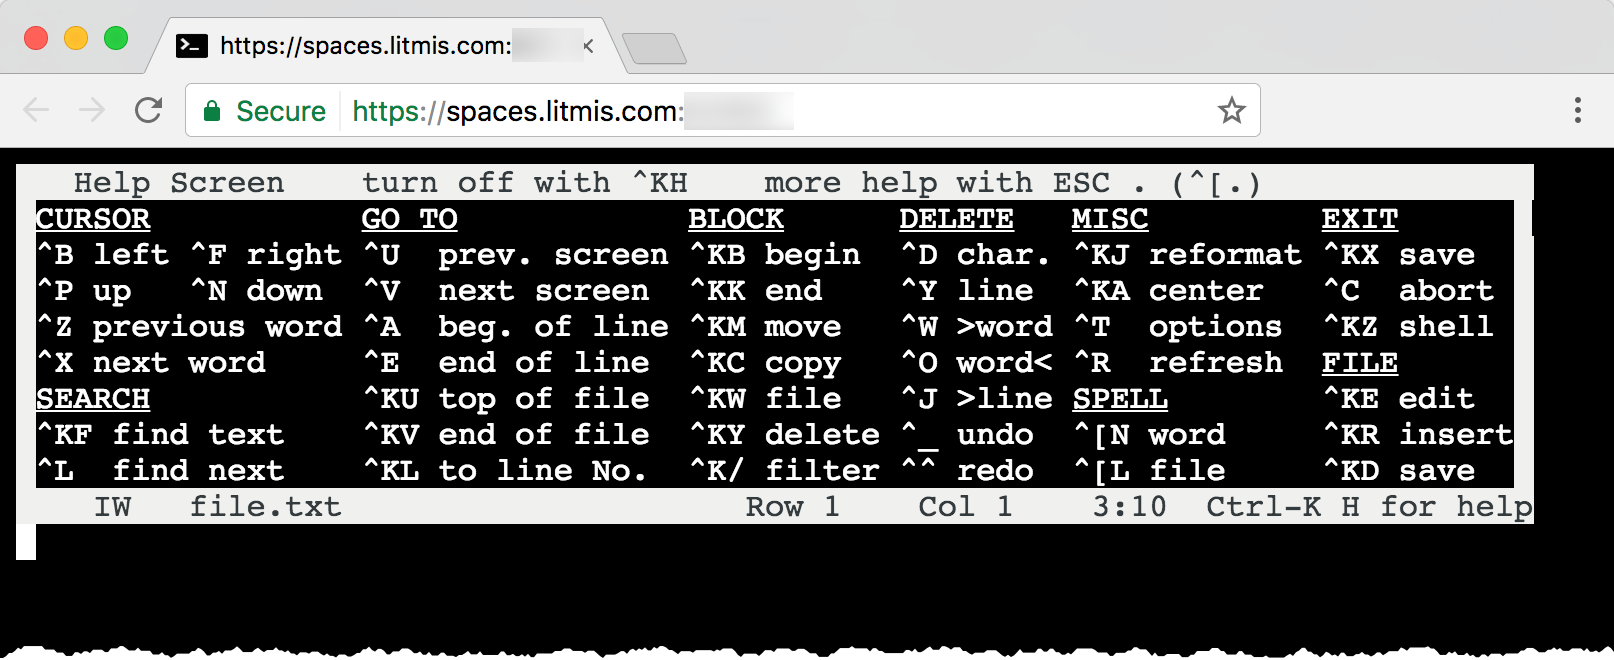 https://spaces.litmis.com:
Secure https://spaces.litmis.com:
Help Screen turn off with ^KH more help with ESC . (^[.)
CURSOR GO TO BLOCK DELETE MISC EXIT
^B left ^F right ^U prev. screen ^KB begin ^D char. ^KJ reformat ^KX save
^P up ^N down ^V next screen ^KK end ^Y line ^KA center ^C abort
^Z previous word ^A beg. of line ^KM move ^W >word ^T options ^KZ shell
^X next word ^E end of line ^KC copy ^O word< ^R refresh FILE
SEARCH ^KU top of file ^KW file ^J >line SPELL ^KE edit
^KF find text ^KV end of file ^KY delete ^_ undo ^[N word ^KR insert
^L find next ^KL to line No. ^K/ filter ^^ redo ^[L file ^KD save
IW file.txt Row 1 Col 1 3:10 Ctrl-K H for help